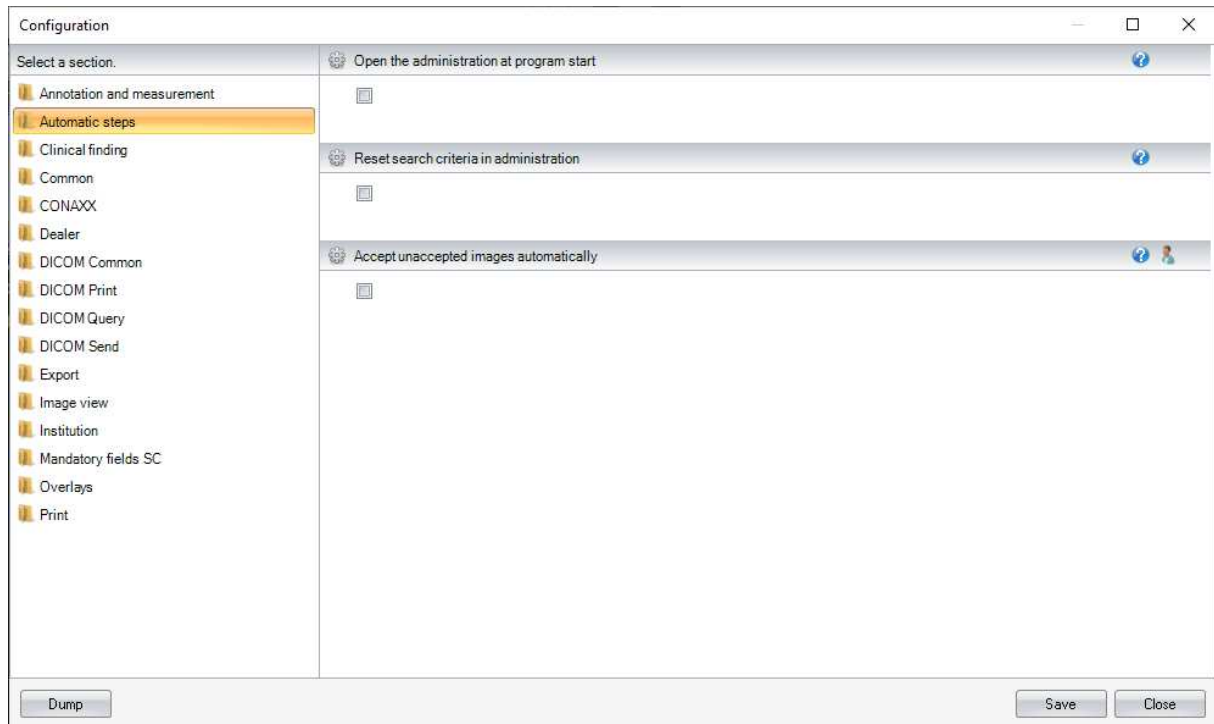 Configuration
Select a section.
Annotation and measurement
Automatic steps
Clinical finding
Common
CONAXX
Dealer
DICOM Common
DICOM Print
DICOM Query
DICOM Send
Export
Image view
Institution
Mandatory fields SC
Overlays
Print
Open the administration at program start
Reset search criteria in administration
Accept unaccepted images automatically
Dump
Save
Close